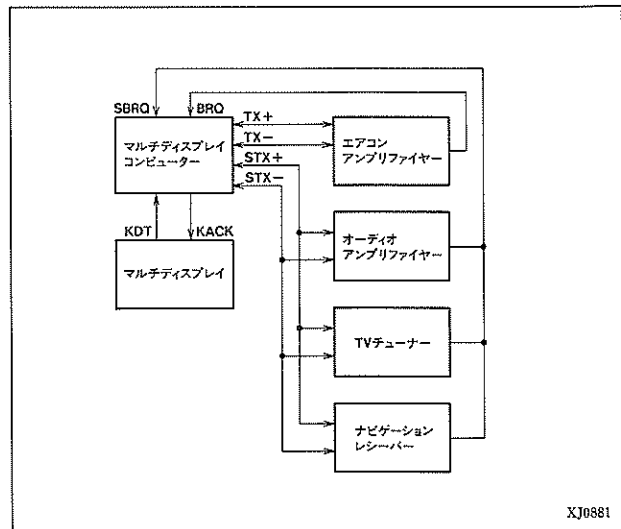 SBRQ
BRQ
TX+
TX−
STX+
STX−
マルチディスプレイ
コンピューター
エアコン
アンプリファイヤー
KDT
KACK
マルチディスプレイ
オーディオ
アンプリファイヤー
TVチューナー
ナビゲーション
レシーバー
XJ0881